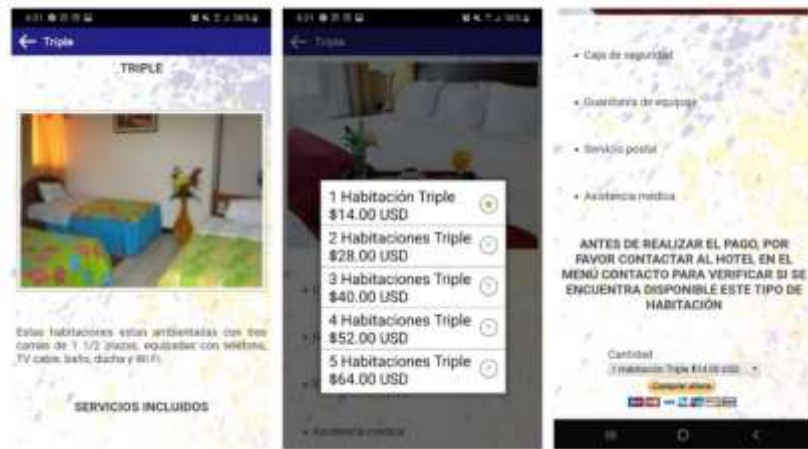 Triple
TRIPLE
Estas habitaciones estan ambientadas con tres
camas de 1 1/2 plazas, equipadas con teléfono,
TV cable, baño, ducha y Wi-Fi.
SERVICIOS INCLUIDOS
Triple
1 Habitación Triple
$14.00 USD
2 Habitaciones Triple
$28.00 USD
3 Habitaciones Triple
$40.00 USD
4 Habitaciones Triple
$52.00 USD
5 Habitaciones Triple
$64.00 USD
• Asistencia médica
• Caja de seguridad
• Guardianía de equipaje
• Servicio postal
• Asistencia médica
ANTES DE REALIZAR EL PAGO, POR
FAVOR CONTACTAR AL HOTEL EN EL
MENÚ CONTACTO PARA VERIFICAR SI SE
ENCUENTRA DISPONIBLE ESTE TIPO DE
HABITACIÓN
Cantidad
1 Habitación Triple $14.00 USD
Comprar ahora